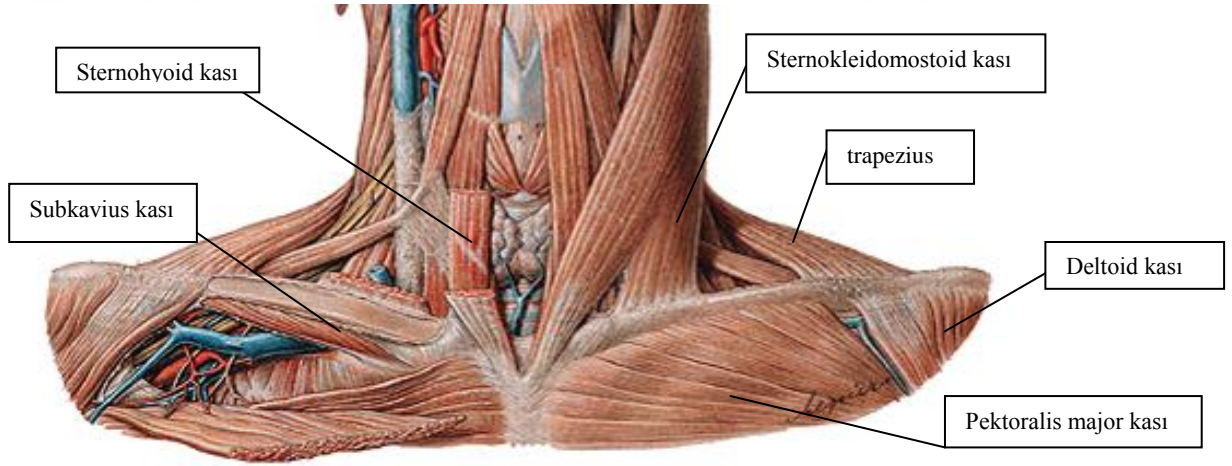 Sternohyoid kası
Sternokleidomostoid kası
trapezius
Subkavius kası
Deltoid kası
Pektoralis major kası